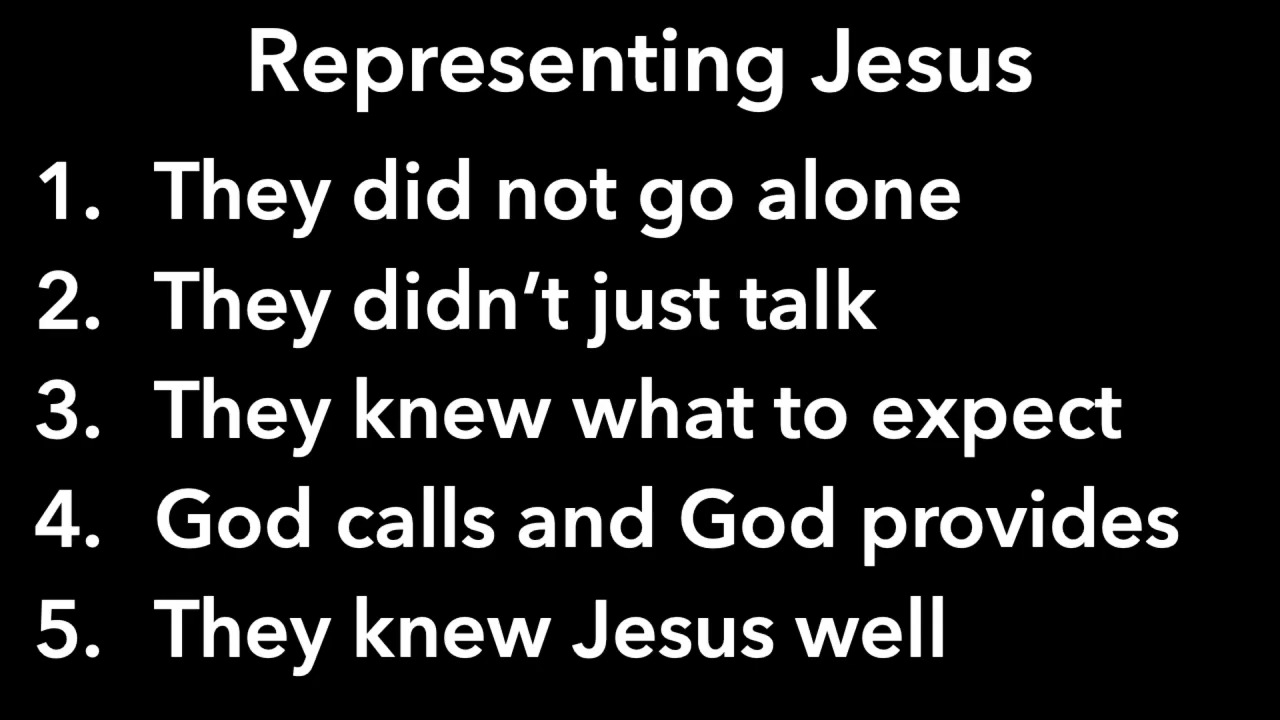 Representing Jesus
1. They did not go alone
2. They didn’t just talk
3. They knew what to expect
4. God calls and God provides
5. They knew Jesus well